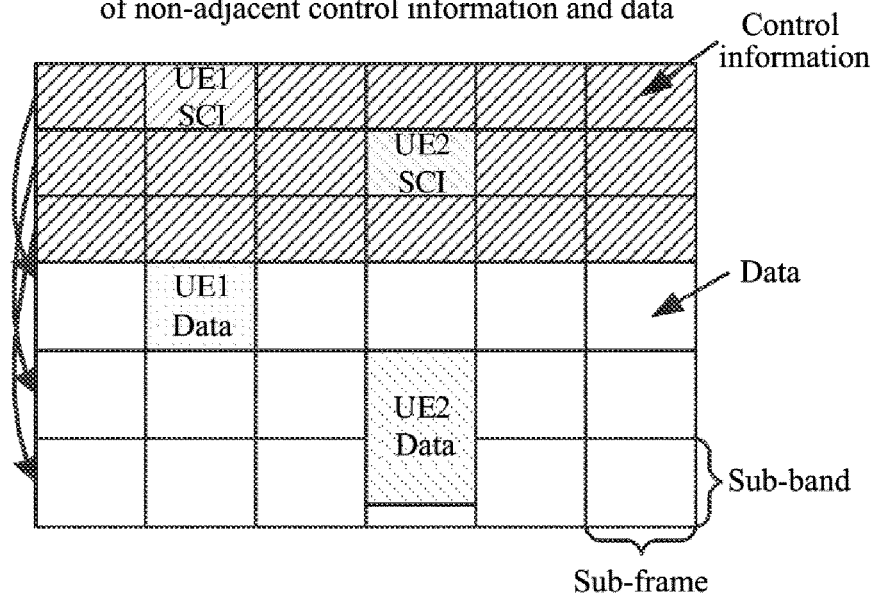 of non-adjacent control information and data
Control
information
UE1
SCI
UE2
SCI
UE1
Data
Data
UE2
Data
Sub-band
Sub-frame